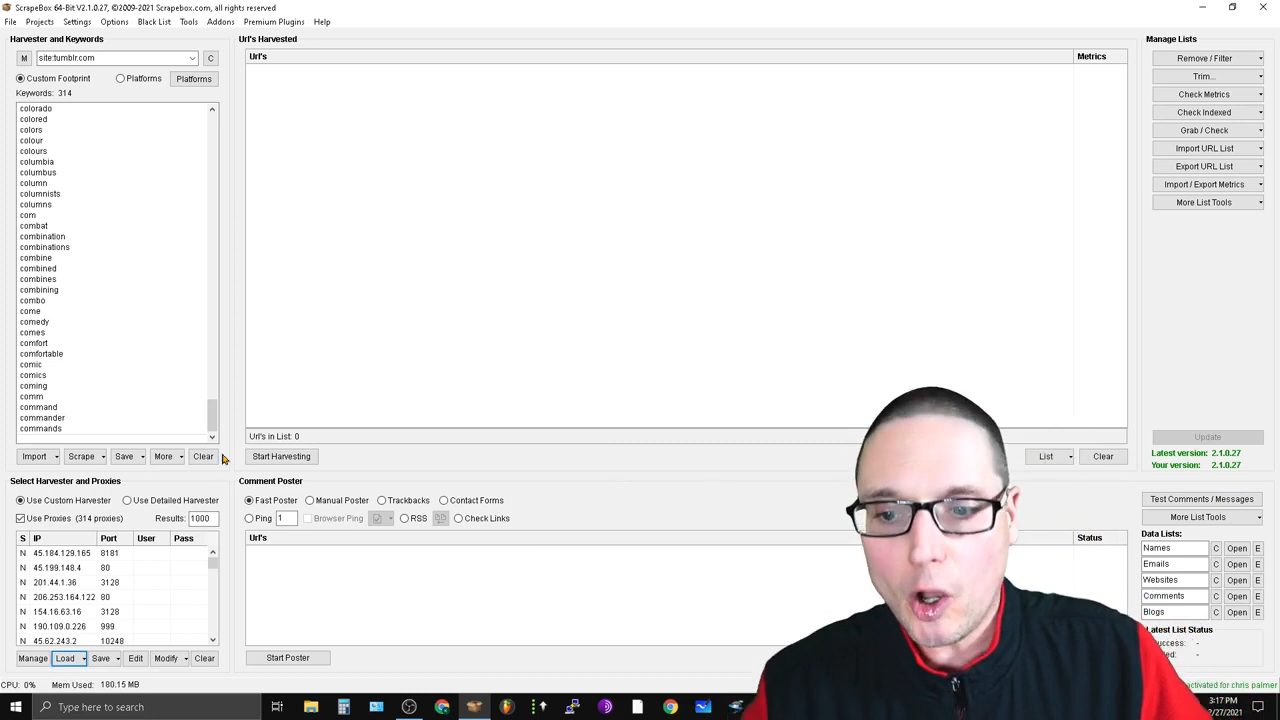 ScrapeBox 64-Bit V2.1.0.27, ©2009-2021 Scrapebox.com, all rights reserved
File Projects Settings Options Black List Tools Addons Premium Plugins Help
Harvester and Keywords
M site:tumblr.com C
Custom Footprint Platforms Platforms
Keywords: 314
colorado
colored
colors
colour
colours
columbia
columbus
column
columnists
columns
com
combat
combination
combinations
combine
combined
combines
combining
combo
come
comedy
comes
comfort
comfortable
comic
comics
coming
comm
command
commander
commands
Import Scrape Save More Clear
Url's Harvested
Url's Metrics
Url's in List: 0
Start Harvesting List Clear
Manage Lists
Remove / Filter
Trim...
Check Metrics
Check Indexed
Grab / Check
Import URL List
Export URL List
Import / Export Metrics
More List Tools
Update
Latest version: 2.1.0.27
Your version: 2.1.0.27
Select Harvester and Proxies
Use Custom Harvester Use Detailed Harvester
Use Proxies (314 proxies) Results: 1000
S IP Port User Pass
N 45.184.129.165 8181
N 45.199.148.4 80
N 201.44.1.36 3128
N 206.253.164.122 80
N 154.16.63.16 3128
N 190.109.0.226 999
N 45.62.243.2 10248
Manage Load Save Edit Modify Clear
Comment Poster
Fast Poster Manual Poster Trackbacks Contact Forms
Ping 1 Browser Ping RSS Check Links
Url's Status
Start Poster
Test Comments / Messages
More List Tools
Data Lists:
Names C Open E
Emails C Open E
Websites C Open E
Comments C Open E
Blogs C Open E
Latest List Status
uccess: -
ed: -
CPU: 0% Mem Used: 180.15 MB
activated for chris palmer
Type here to search
3:17 PM
2/27/2021